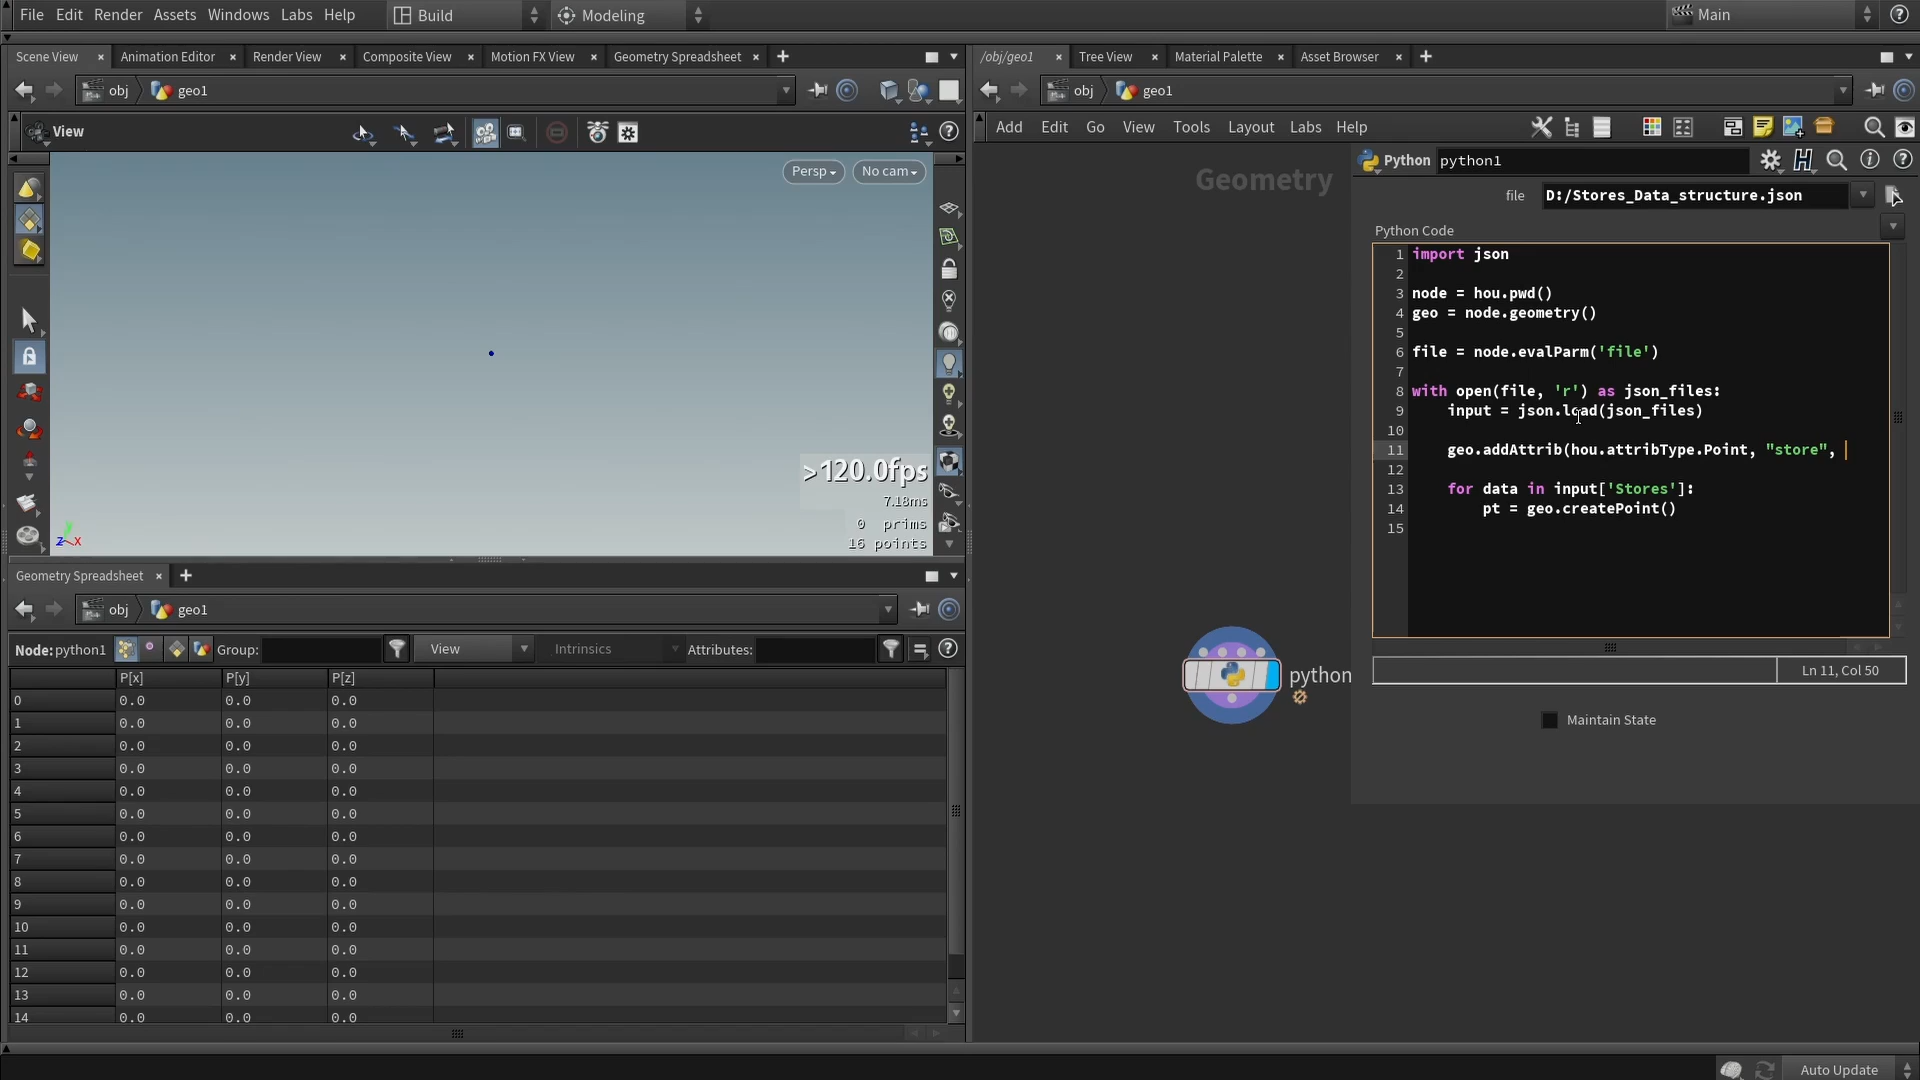 File Edit Render Assets Windows Labs Help Build Modeling Main
Scene View Animation Editor Render View Composite View Motion FX View Geometry Spreadsheet
obj geo1
View
Persp No cam
>120.0fps
7.18ms
0 prims
16 points
z x y
Geometry Spreadsheet
obj geo1
Node: python1 Group: View Intrinsics Attributes:
P[x] P[y] P[z]
0 0.0 0.0 0.0
1 0.0 0.0 0.0
2 0.0 0.0 0.0
3 0.0 0.0 0.0
4 0.0 0.0 0.0
5 0.0 0.0 0.0
6 0.0 0.0 0.0
7 0.0 0.0 0.0
8 0.0 0.0 0.0
9 0.0 0.0 0.0
10 0.0 0.0 0.0
11 0.0 0.0 0.0
12 0.0 0.0 0.0
13 0.0 0.0 0.0
14 0.0 0.0 0.0
/obj/geo1 Tree View Material Palette Asset Browser
obj geo1
Add Edit Go View Tools Layout Labs Help
Geometry
python
Python python1
file D:/Stores_Data_structure.json
Python Code
1 import json
2
3 node = hou.pwd()
4 geo = node.geometry()
5
6 file = node.evalParm('file')
7
8 with open(file, 'r') as json_files:
9 input = json.load(json_files)
10
11 geo.addAttrib(hou.attribType.Point, "store",
12
13 for data in input['Stores']:
14 pt = geo.createPoint()
15
Ln 11, Col 50
Maintain State
Auto Update